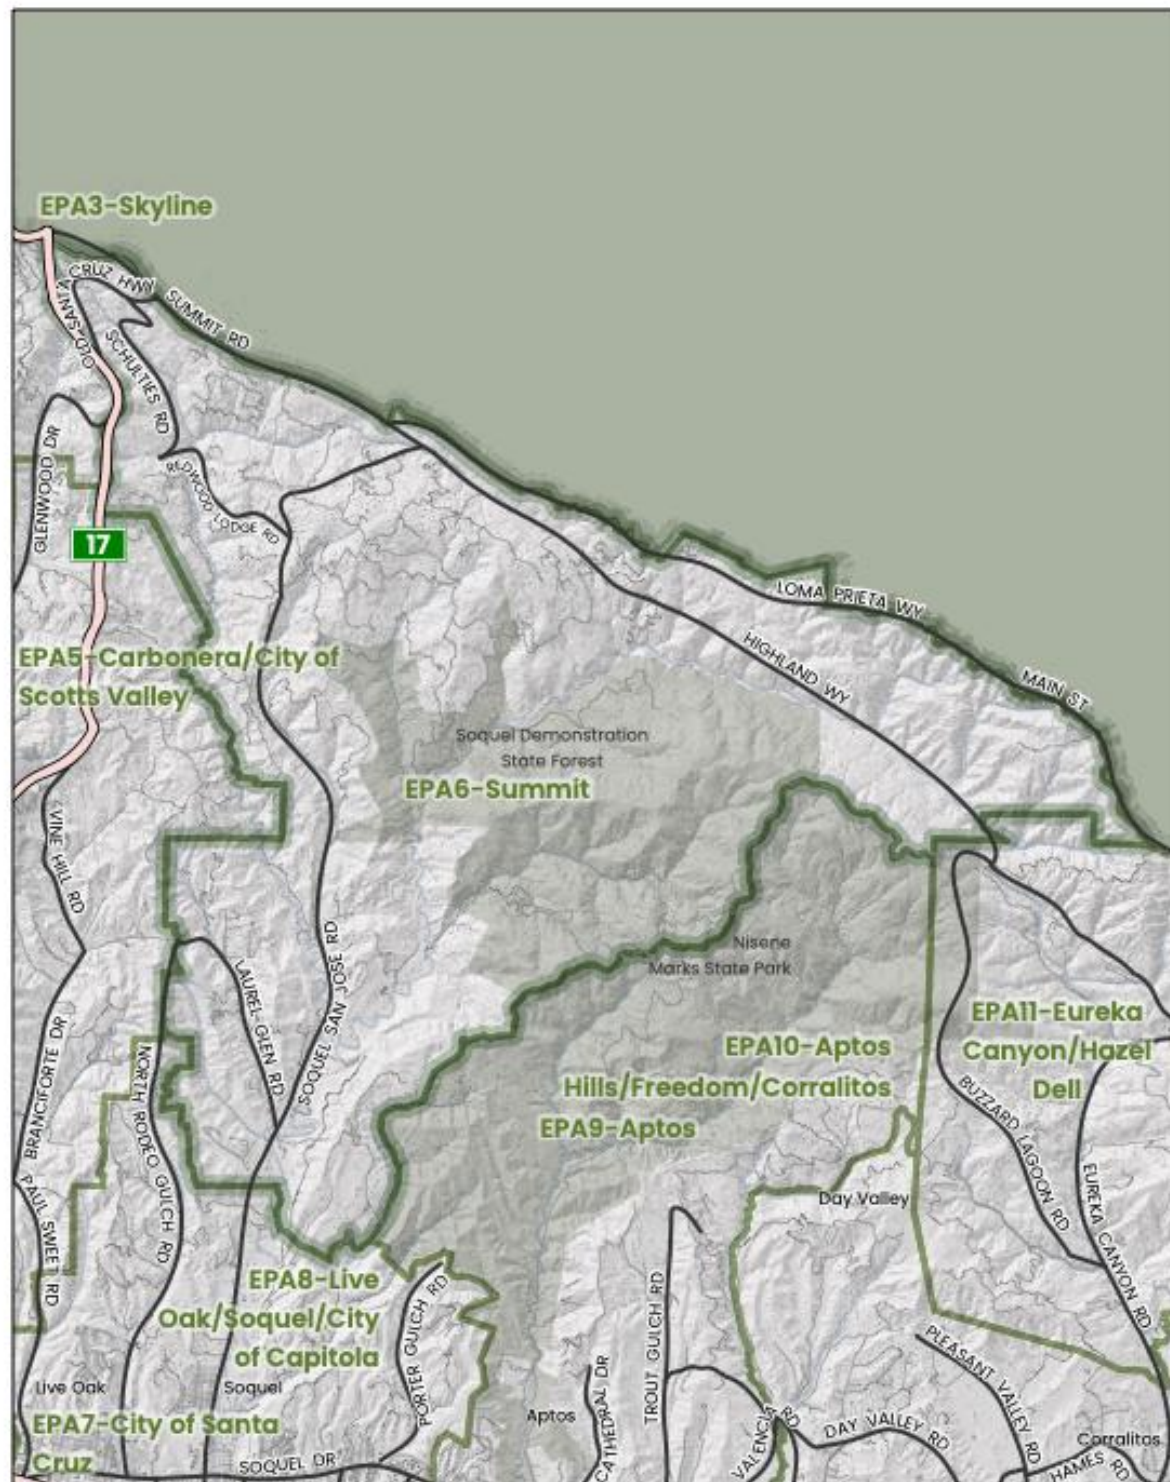 EPA3-Skyline
CRUZ HWY
OLD-SANTA
SUMMIT RD
SCHULTIES RD
GLENWOOD DR
REDWOOD LODGE RD
17
LOMA PRIETA WY
HIGHLAND WY
EPA5-Carbonera/City of
Scotts Valley
MAIN ST
Soquel Demonstration
State Forest
EPA6-Summit
VINE HILL RD
Nisene
Marks State Park
LAUREL-GLEN RD
SOQUEL SAN JOSE RD
EPA11-Eureka
Canyon/Hazel
Dell
BRANCIFORTE DR
NORTH RODEO GULCH RD
EPA10-Aptos
Hills/Freedom/Corralitos
EPA9-Aptos
BUZZARD LAGOON RD
EUREKA CANYON RD
PAUL SWEET RD
Day Valley
EPA8-Live
Oak/Soquel/City
of Capitola
PORTER GULCH RD
TROUT GULCH RD
PLEASANT VALLEY RD
Live Oak
Soquel
EPA7-City of Santa
Cruz
Aptos
CATHEDRAL DR
VALENCIA RD
DAY VALLEY RD
Corralitos
SOQUEL DR
HAMES RD